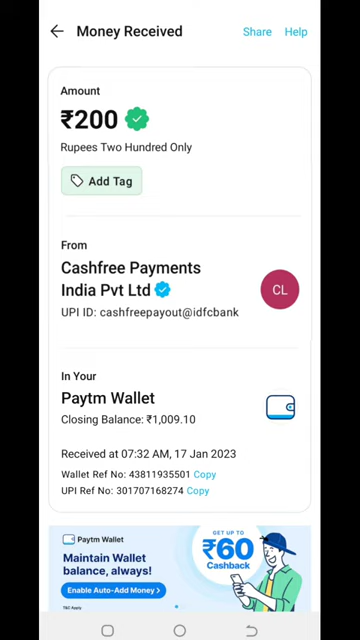 Money Received
Share
Help
Amount
₹200
Rupees Two Hundred Only
Add Tag
From
Cashfree Payments
India Pvt Ltd
CL
UPI ID: cashfreepayout@idfcbank
In Your
Paytm Wallet
Closing Balance: ₹1,009.10
Received at 07:32 AM, 17 Jan 2023
Wallet Ref No: 43811935501 Copy
UPI Ref No: 301707168274 Copy
Paytm Wallet
Maintain Wallet
balance, always!
Enable Auto-Add Money >
T&C Apply
GET UP TO
₹60
Cashback